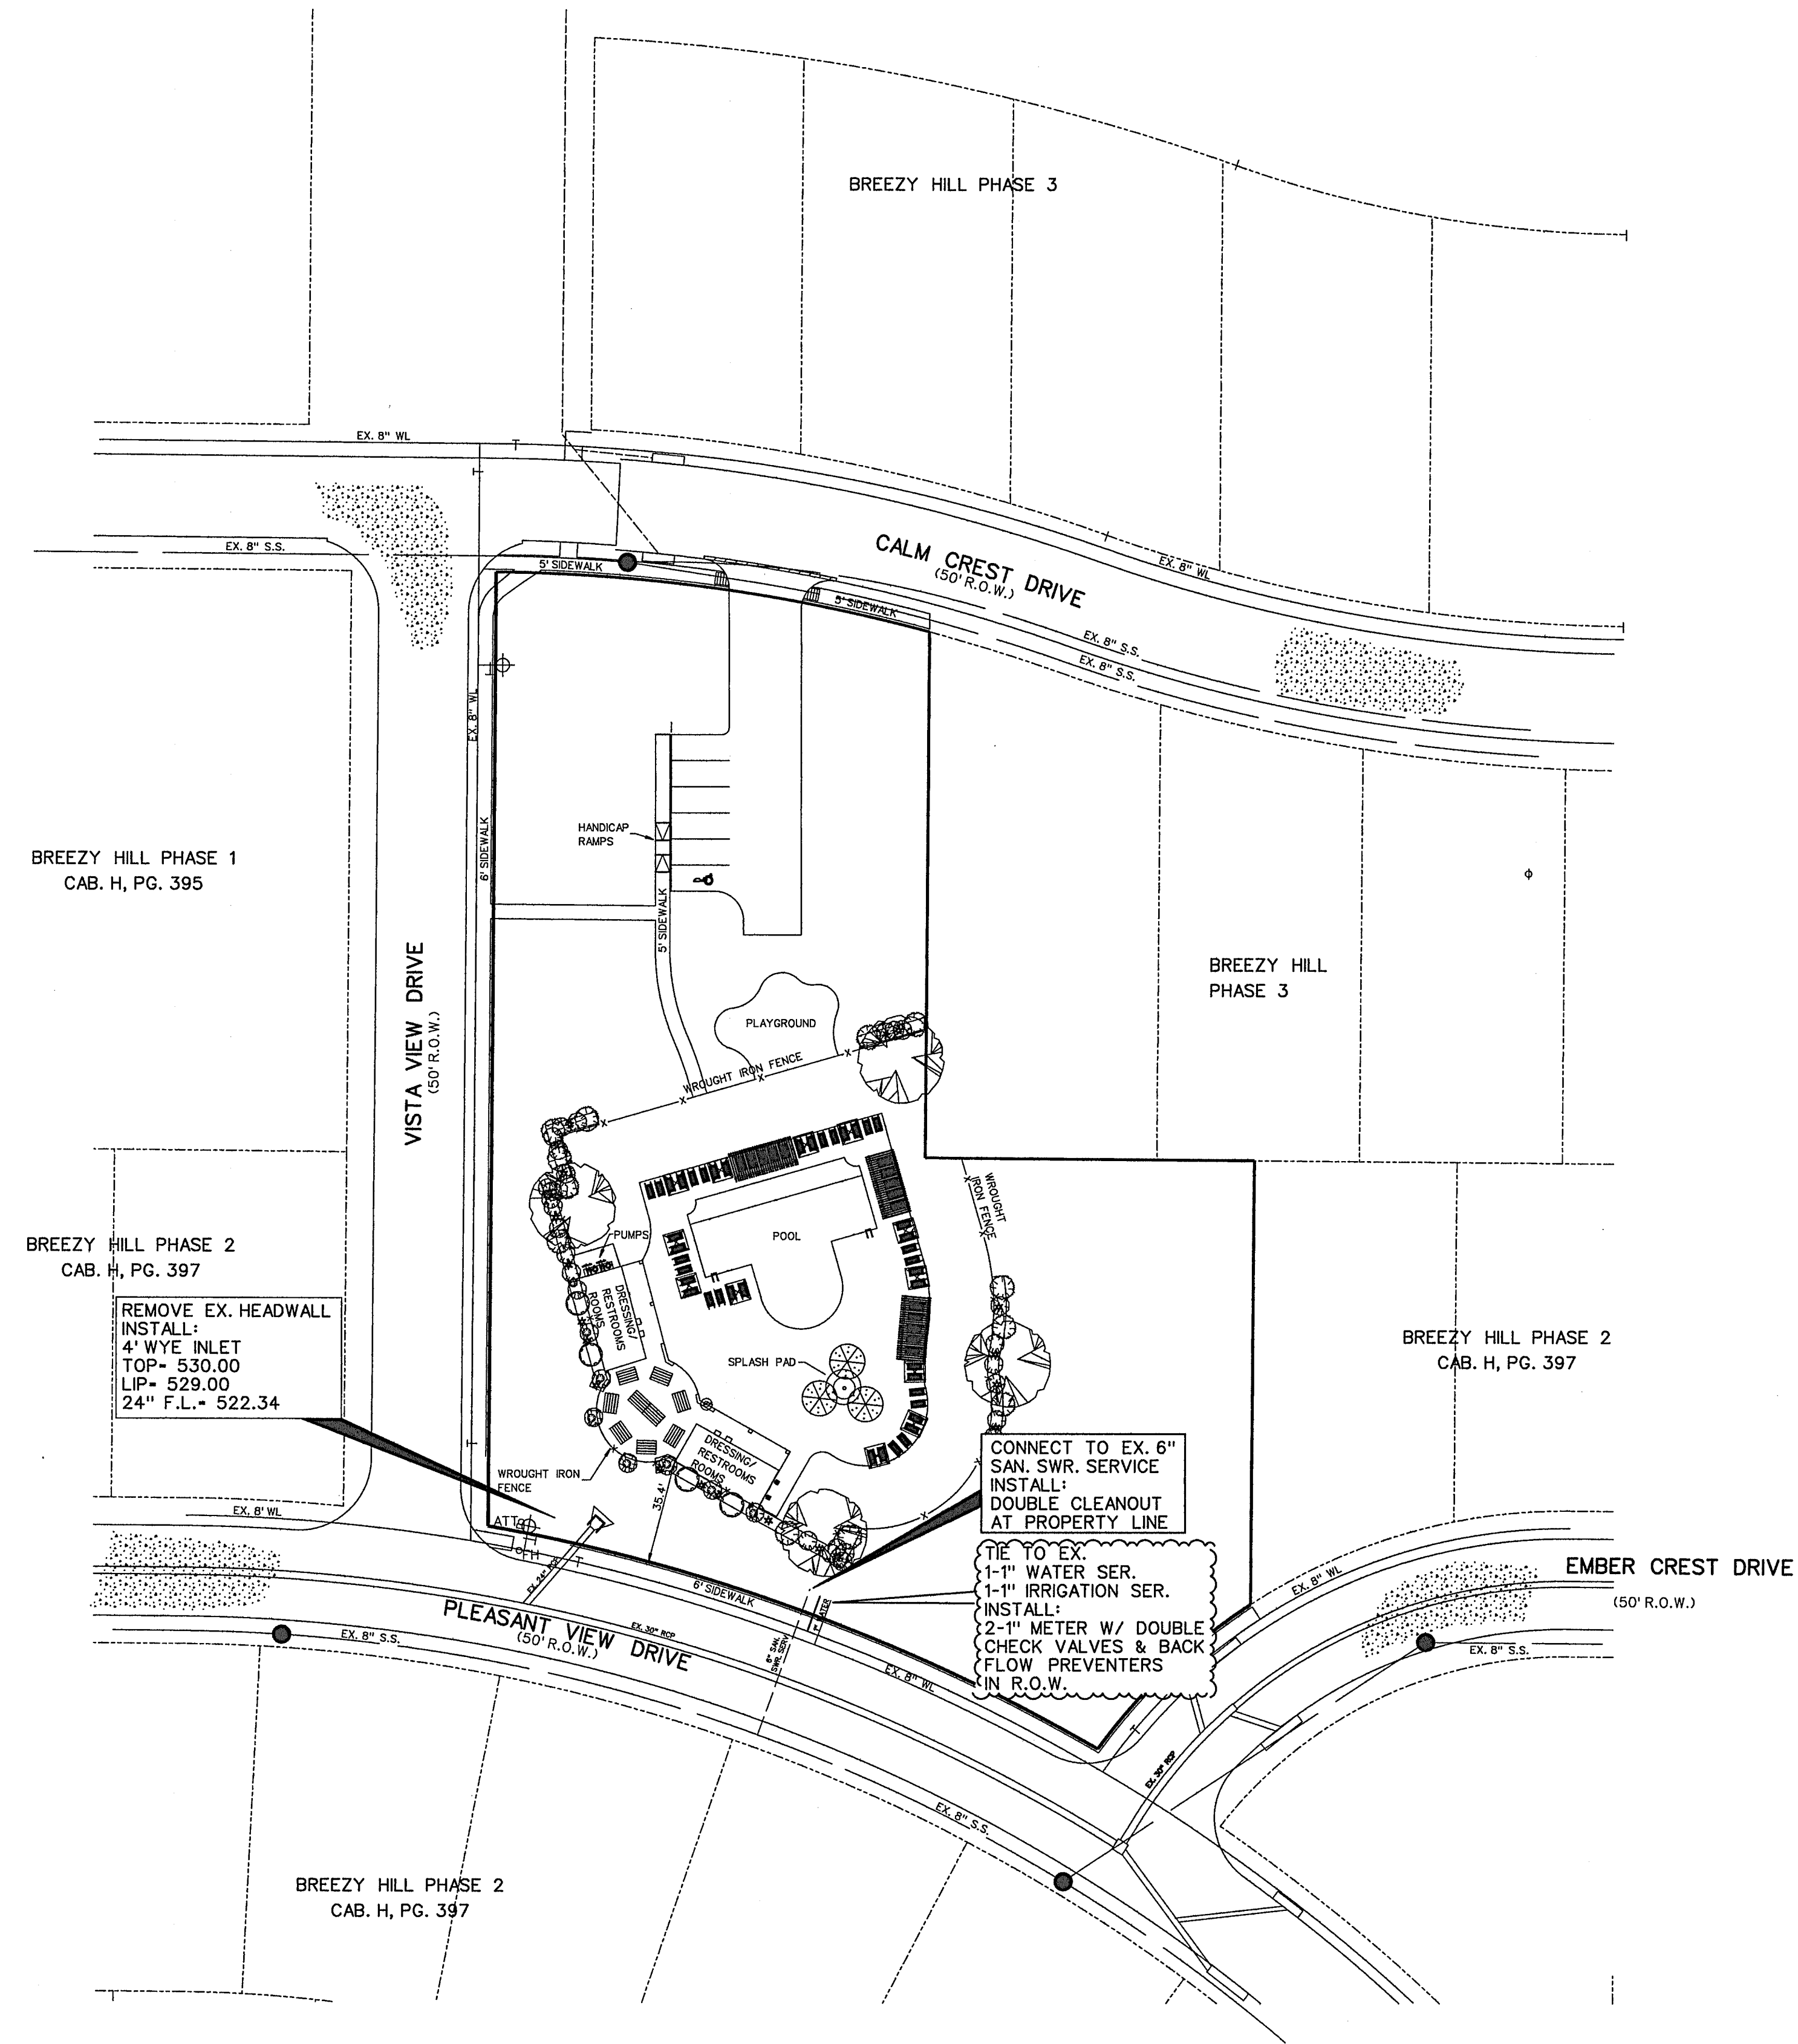 BREEZY HILL PHASE 3
EX. 8" WL
EX. 8" S.S.
5' SIDEWALK
CALM CREST DRIVE
(50' R.O.W.)
EX. 8" WL
5' SIDEWALK
EX. 8" S.S.
EX. 8" S.S.
EX. 8" WL
HANDICAP
RAMPS
6' SIDEWALK
BREEZY HILL PHASE 1
CAB. H, PG. 395
5' SIDEWALK
VISTA VIEW DRIVE
(50' R.O.W.)
BREEZY HILL
PHASE 3
PLAYGROUND
WROUGHT IRON FENCE
WROUGHT
IRON FENCE
PUMPS
POOL
BREEZY HILL PHASE 2
CAB. H, PG. 397
DRESSING/
RESTROOMS
ROOMS
REMOVE EX. HEADWALL
INSTALL:
4' WYE INLET
TOP= 530.00
LIP= 529.00
24" F.L.= 522.34
SPLASH PAD
BREEZY HILL PHASE 2
CAB. H, PG. 397
DRESSING/
RESTROOMS
ROOMS
WROUGHT IRON
FENCE
35.4'
CONNECT TO EX. 6"
SAN. SWR. SERVICE
INSTALL:
DOUBLE CLEANOUT
AT PROPERTY LINE
EX. 8' WL
ATT
FH
TIE TO EX.
1-1" WATER SER.
1-1" IRRIGATION SER.
INSTALL:
2-1" METER W/ DOUBLE
CHECK VALVES & BACK
FLOW PREVENTERS
IN R.O.W.
EX. 8" WL
EMBER CREST DRIVE
(50' R.O.W.)
EX. 24"
6' SIDEWALK
WATER
PLEASANT VIEW DRIVE
(50' R.O.W.)
EX. 30" RCP
EX. 8" S.S.
6" SAN.
SWR. SERV.
EX. 8" WL
EX. 8" S.S.
EX. 30" RCP
EX. 8" S.S.
BREEZY HILL PHASE 2
CAB. H, PG. 397